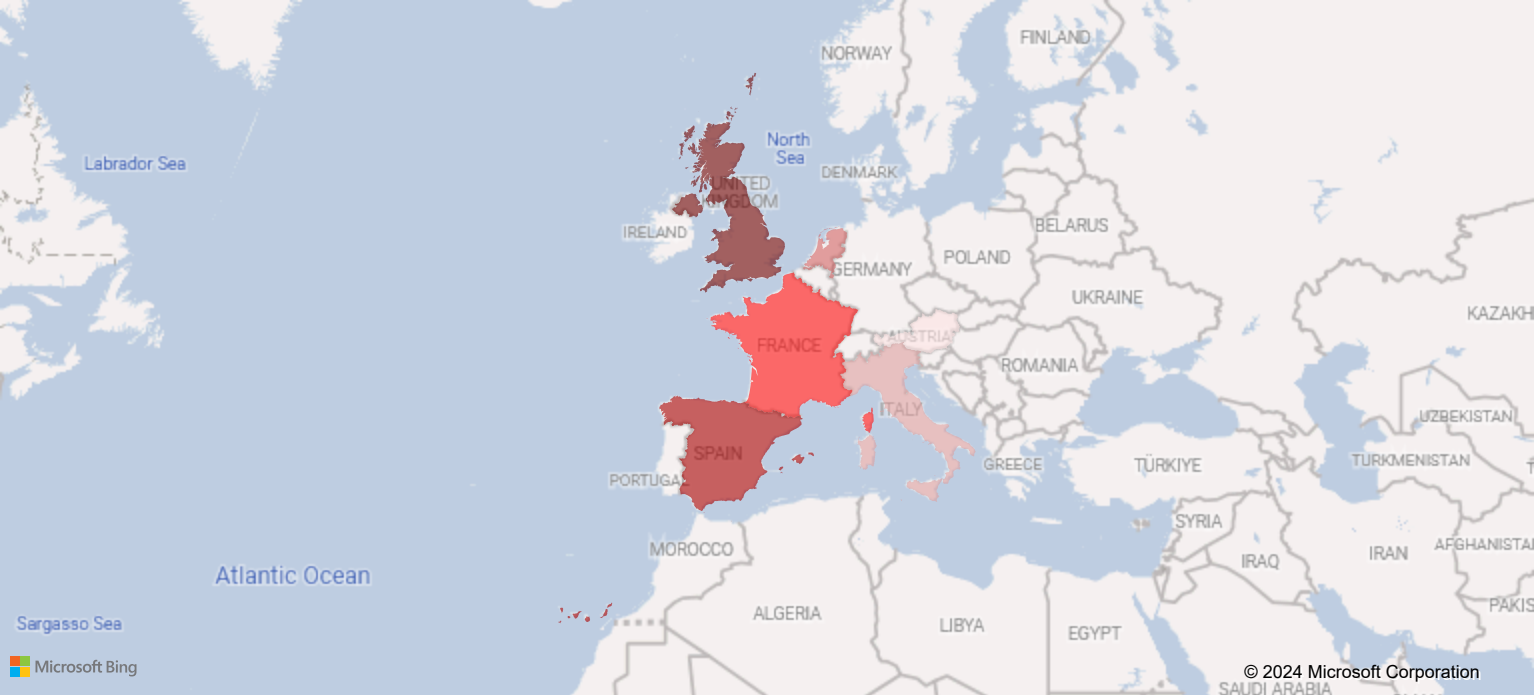 NORWAY
FINLAND
Labrador Sea
North
Sea
DENMARK
UNITED
KINGDOM
IRELAND
BELARUS
POLAND
GERMANY
UKRAINE
KAZAKH
FRANCE
AUSTRIA
ROMANIA
ITALY
UZBEKISTAN
SPAIN
PORTUGAL
GREECE
TÜRKIYE
TURKMENISTAN
T
SYRIA
MOROCCO
IRAQ
IRAN
AFGHANISTAN
Atlantic Ocean
PAKIS
Sargasso Sea
ALGERIA
LIBYA
EGYPT
Microsoft Bing
© 2024 Microsoft Corporation
SAUDI ARABIA